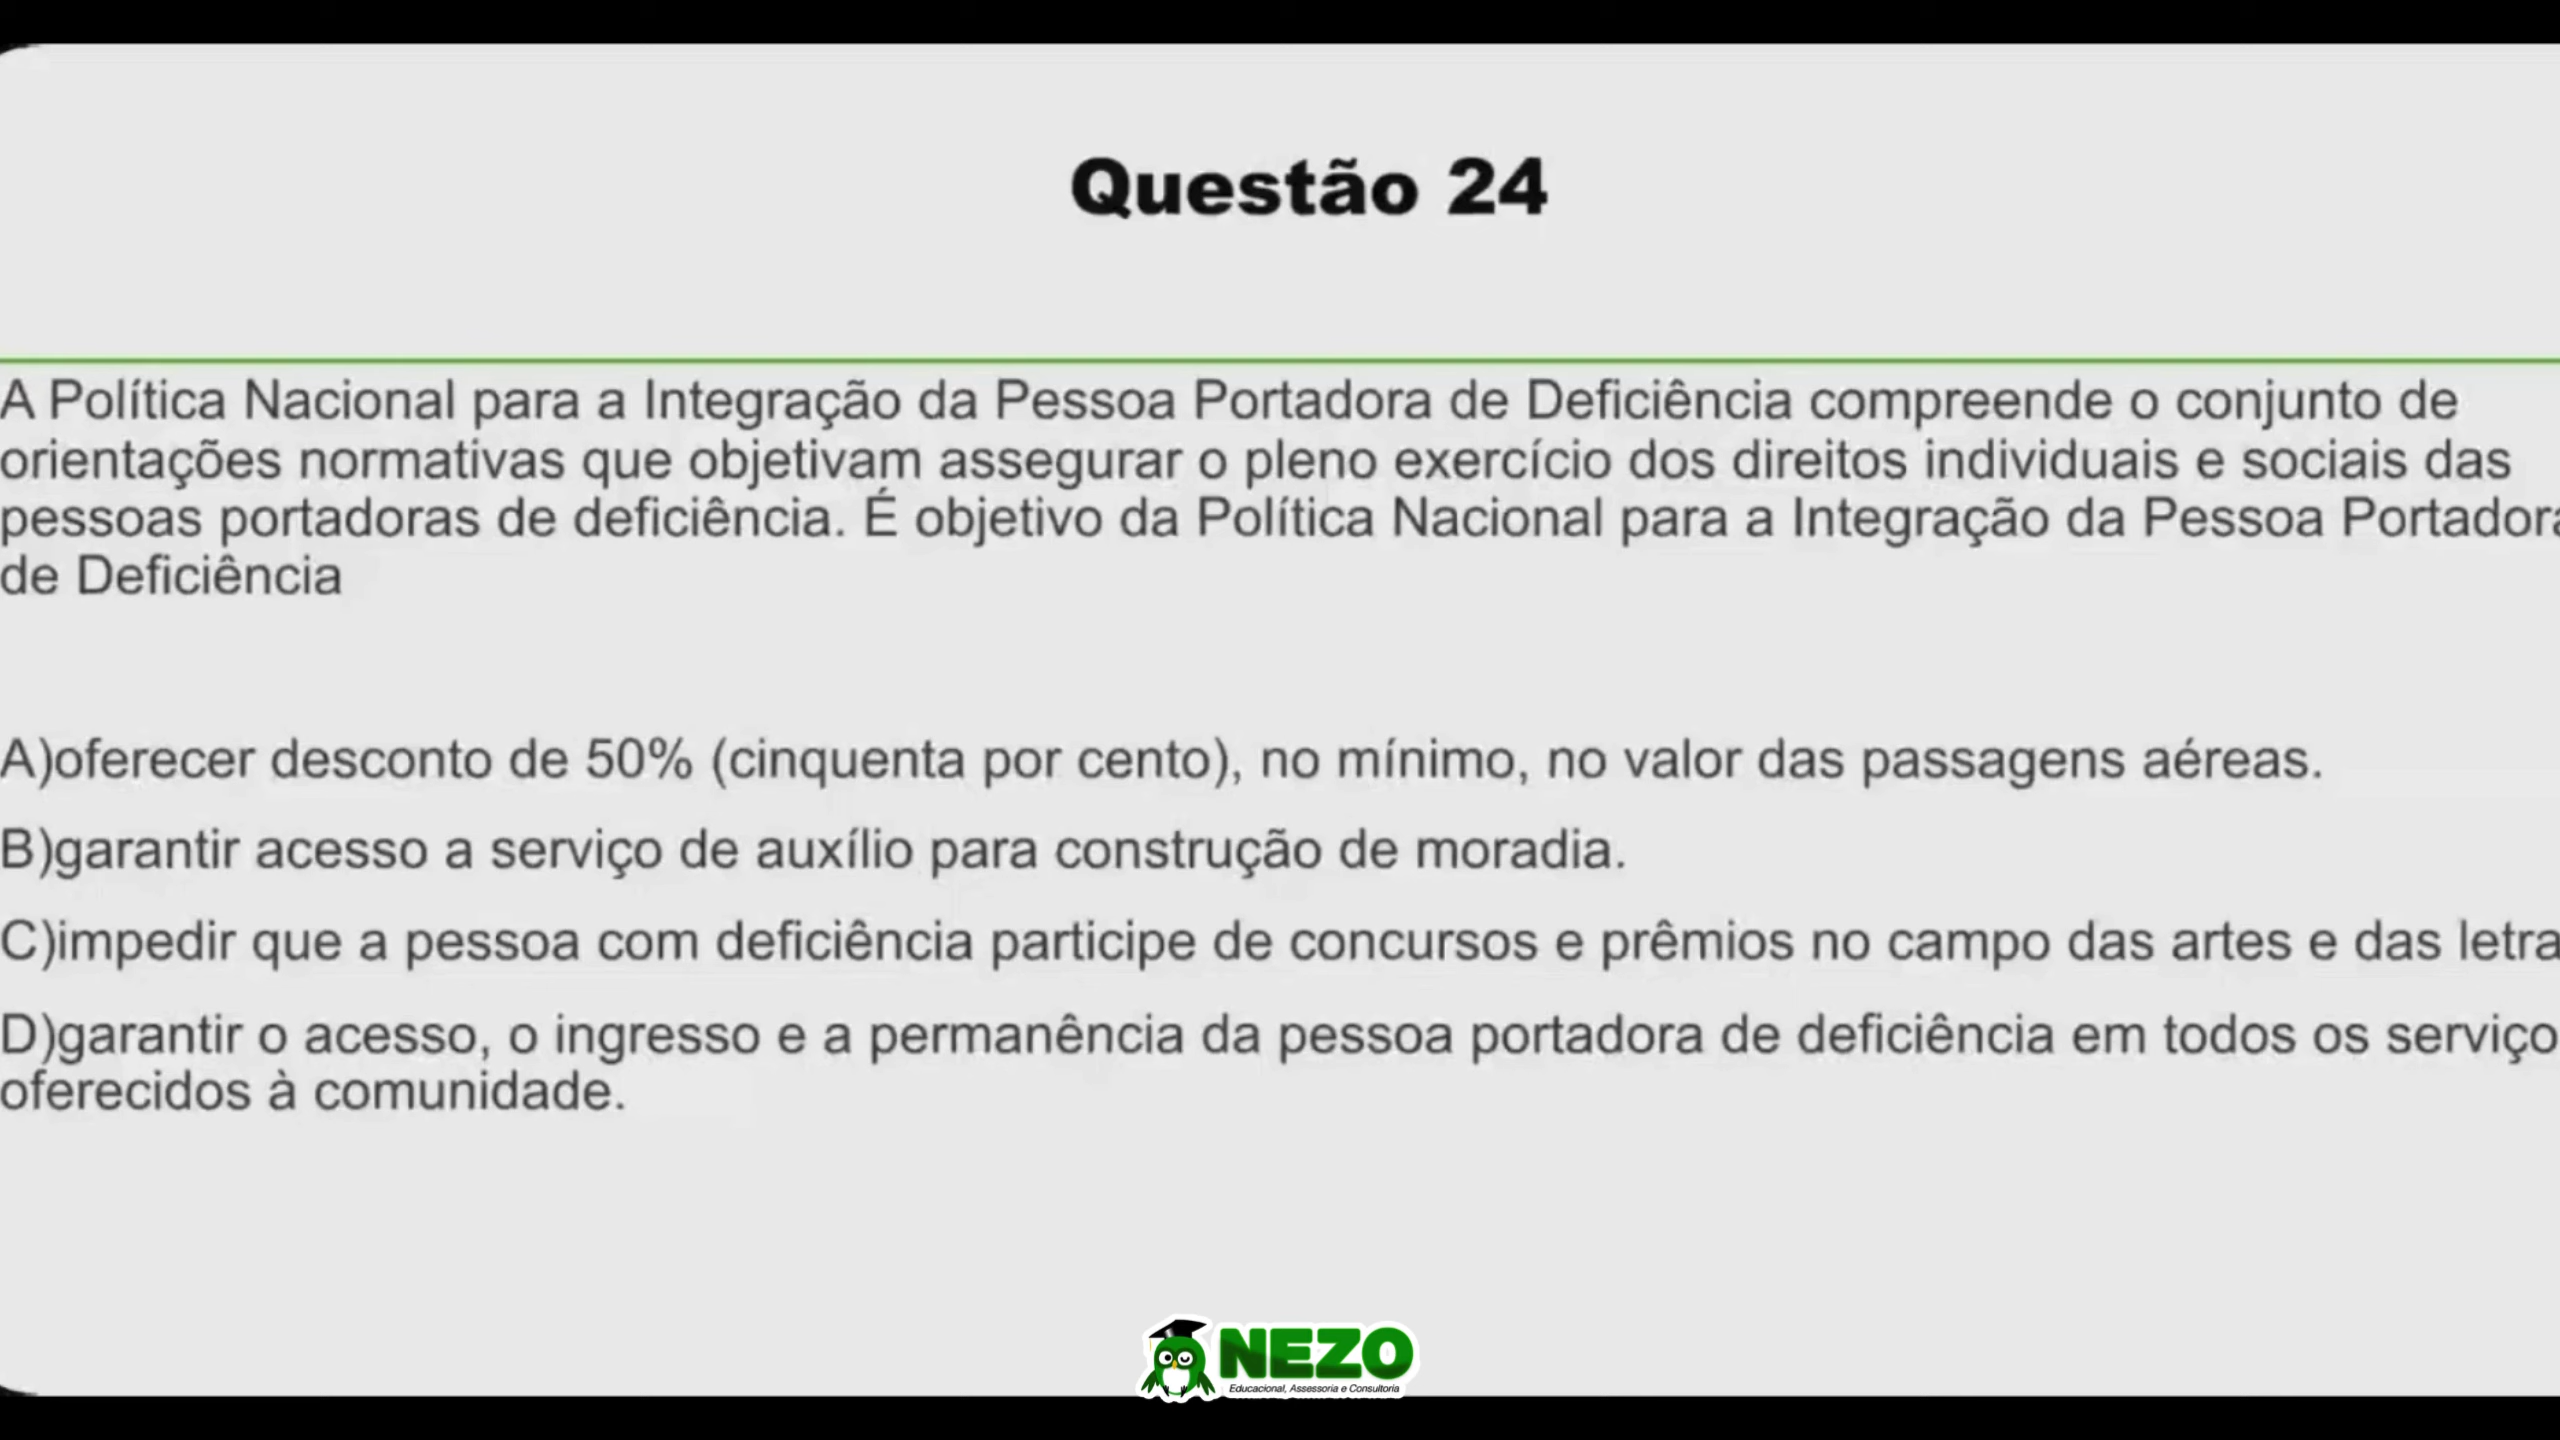 Questão 24
A Política Nacional para a Integração da Pessoa Portadora de Deficiência compreende o conjunto de
orientações normativas que objetivam assegurar o pleno exercício dos direitos individuais e sociais das
pessoas portadoras de deficiência. É objetivo da Política Nacional para a Integração da Pessoa Portadora
de Deficiência
A)oferecer desconto de 50% (cinquenta por cento), no mínimo, no valor das passagens aéreas.
B)garantir acesso a serviço de auxílio para construção de moradia.
C)impedir que a pessoa com deficiência participe de concursos e prêmios no campo das artes e das letra
D)garantir o acesso, o ingresso e a permanência da pessoa portadora de deficiência em todos os serviço
oferecidos à comunidade.
NEZO
Educacional, Assessoria e Consultoria